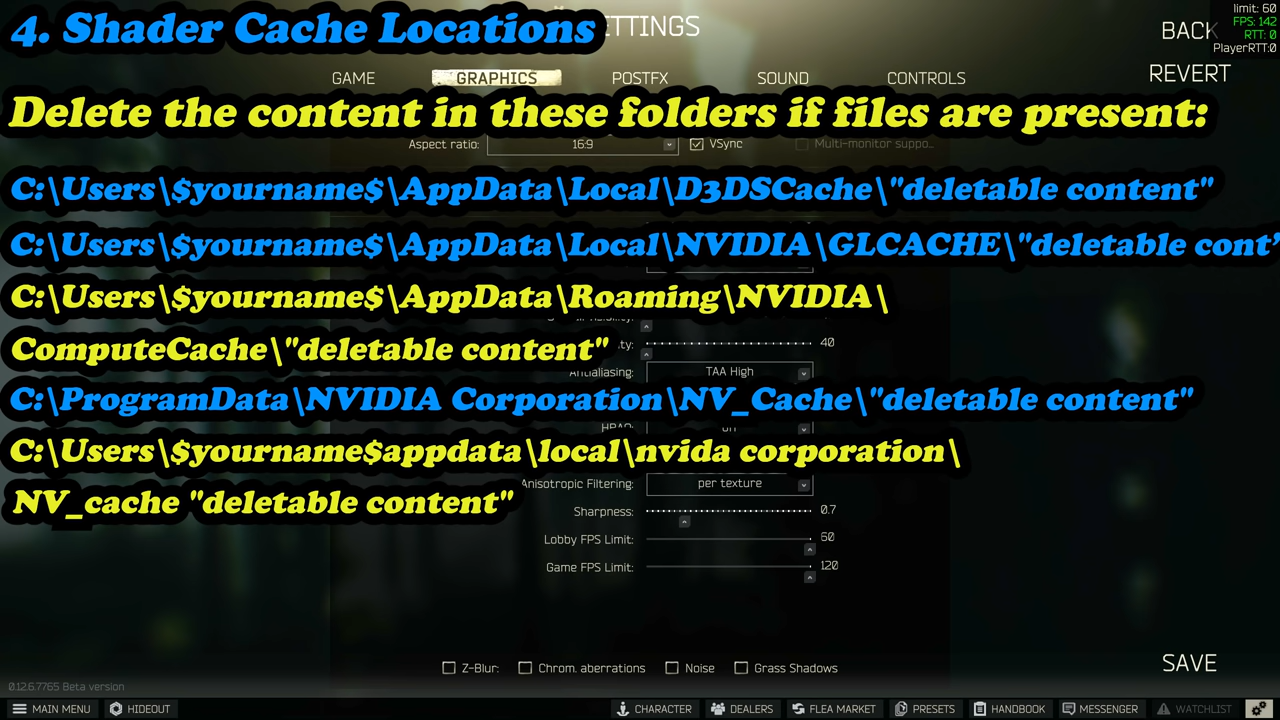 4. Shader Cache Locations
ETTINGS
limit: 60
FPS: 142
RTT: 0
PlayerRTT:0
BACK
REVERT
GAME
GRAPHICS
POSTFX
SOUND
CONTROLS
Delete the content in these folders if files are present:
Aspect ratio: 16:9
VSync
Multi-monitor suppo...
C:\Users\$yourname$\AppData\Local\D3DSCache\"deletable content"
C:\Users\$yourname$\AppData\Local\NVIDIA\GLCACHE\"deletable cont"
C:\Users\$yourname$\AppData\Roaming\NVIDIA\
ComputeCache\"deletable content"
40
Antialiasing: TAA High
C:\ProgramData\NVIDIA Corporation\NV_Cache\"deletable content"
C:\Users\$yourname$appdata\local\nvida corporation\
Anisotropic Filtering: per texture
NV_cache "deletable content"
Sharpness: 0.7
Lobby FPS Limit: 60
Game FPS Limit: 120
Z-Blur:
Chrom. aberrations
Noise
Grass Shadows
SAVE
0.12.6.7765 Beta version
MAIN MENU
HIDEOUT
CHARACTER
DEALERS
FLEA MARKET
PRESETS
HANDBOOK
MESSENGER
WATCHLIST